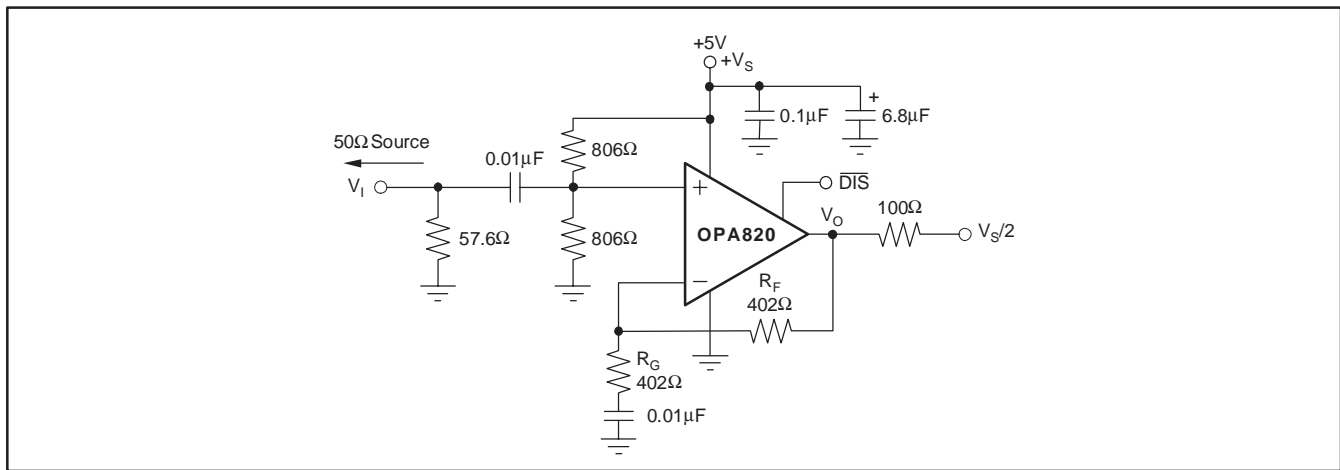 +5V
+V_S
0.1μF
+
6.8μF
50Ω Source
806Ω
0.01μF
V_I
57.6Ω
806Ω
+
OPA820
−
DIS
V_O
100Ω
V_S/2
R_F
402Ω
R_G
402Ω
0.01μF